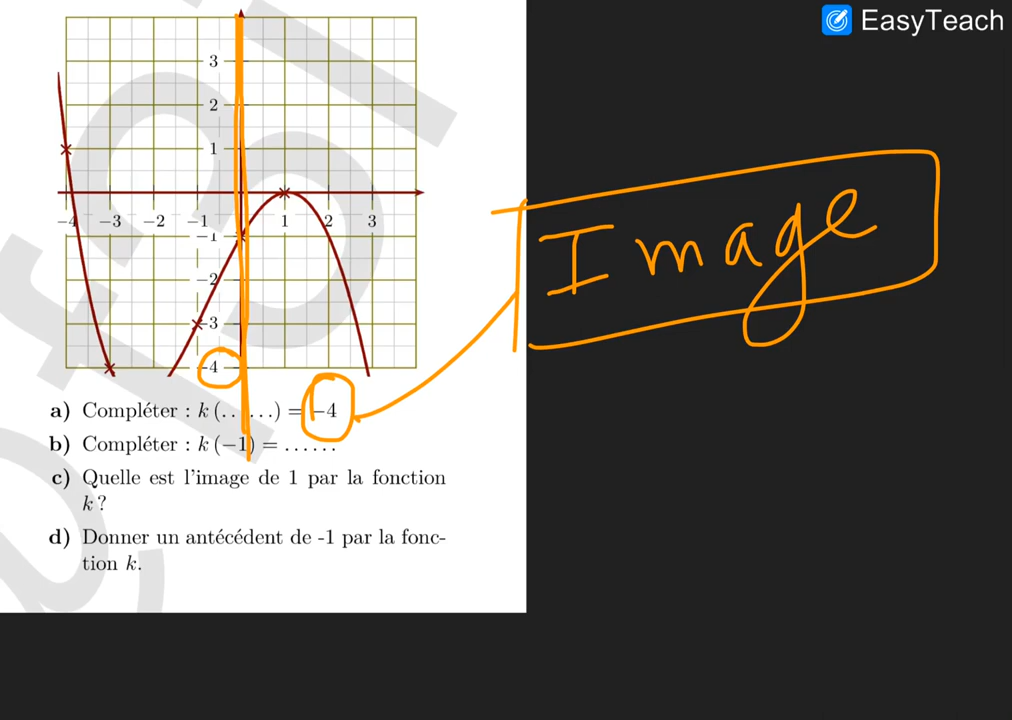 EasyTeach
3
2
1
−4 −3 −2 −1 1 2 3
−1
−2
−3
−4
Image
a) Compléter : k (.. ...) = −4
b) Compléter : k (−1) = ......
c) Quelle est l'image de 1 par la fonction
k ?
d) Donner un antécédent de -1 par la fonc-
tion k.